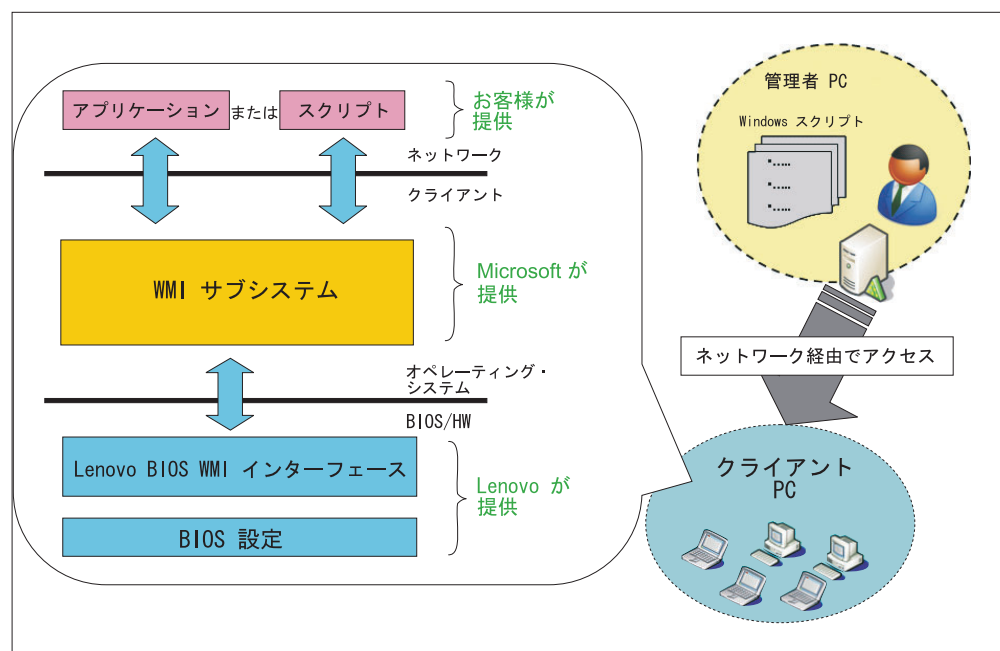 アプリケーション
または
スクリプト
お客様が
提供
ネットワーク
クライアント
WMI サブシステム
Microsoft が
提供
オペレーティング・
システム
BIOS/HW
Lenovo BIOS WMI インターフェース
BIOS 設定
Lenovo が
提供
管理者 PC
Windows スクリプト
ネットワーク経由でアクセス
クライアント
PC